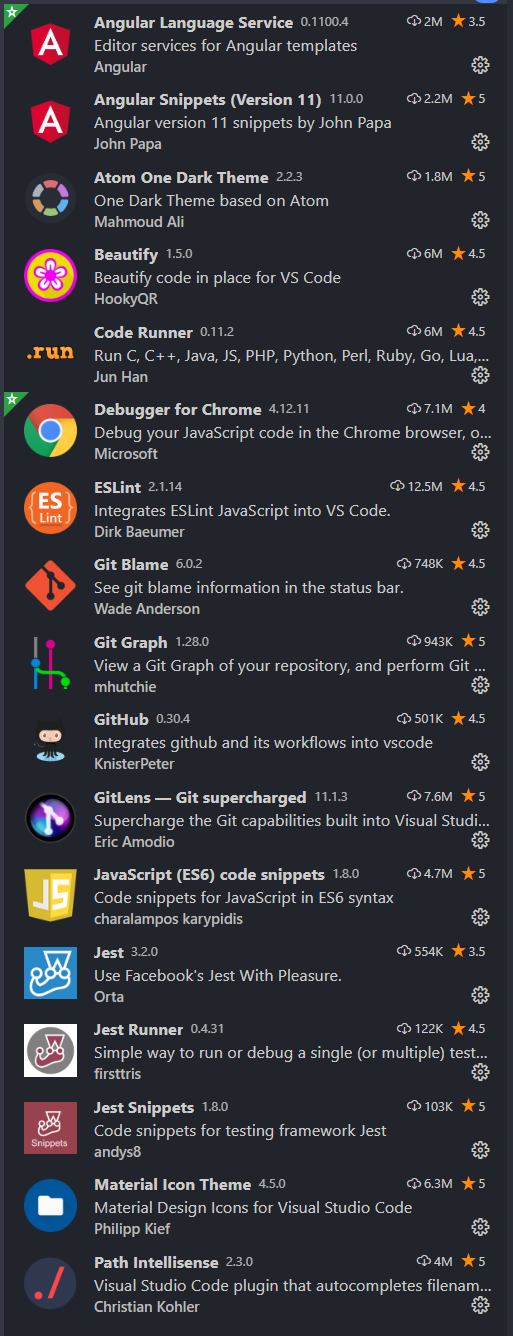 Angular Language Service 0.1100.4 2M 3.5
Editor services for Angular templates
Angular
Angular Snippets (Version 11) 11.0.0 2.2M 5
Angular version 11 snippets by John Papa
John Papa
Atom One Dark Theme 2.2.3 1.8M 5
One Dark Theme based on Atom
Mahmoud Ali
Beautify 1.5.0 6M 4.5
Beautify code in place for VS Code
HookyQR
.run
Code Runner 0.11.2 6M 4.5
Run C, C++, Java, JS, PHP, Python, Perl, Ruby, Go, Lua,...
Jun Han
Debugger for Chrome 4.12.11 7.1M 4
Debug your JavaScript code in the Chrome browser, o...
Microsoft
ES
Lint
ESLint 2.1.14 12.5M 4.5
Integrates ESLint JavaScript into VS Code.
Dirk Baeumer
Git Blame 6.0.2 748K 4.5
See git blame information in the status bar.
Wade Anderson
Git Graph 1.28.0 943K 5
View a Git Graph of your repository, and perform Git ...
mhutchie
GitHub 0.30.4 501K 4.5
Integrates github and its workflows into vscode
KnisterPeter
GitLens — Git supercharged 11.1.3 7.6M 5
Supercharge the Git capabilities built into Visual Studi...
Eric Amodio
JS
JavaScript (ES6) code snippets 1.8.0 4.7M 5
Code snippets for JavaScript in ES6 syntax
charalampos karypidis
Jest 3.2.0 554K 3.5
Use Facebook's Jest With Pleasure.
Orta
Jest Runner 0.4.31 122K 4.5
Simple way to run or debug a single (or multiple) test...
firsttris
Snippets
Jest Snippets 1.8.0 103K 5
Code snippets for testing framework Jest
andys8
Material Icon Theme 4.5.0 6.3M 5
Material Design Icons for Visual Studio Code
Philipp Kief
./
Path Intellisense 2.3.0 4M 5
Visual Studio Code plugin that autocompletes filenam...
Christian Kohler